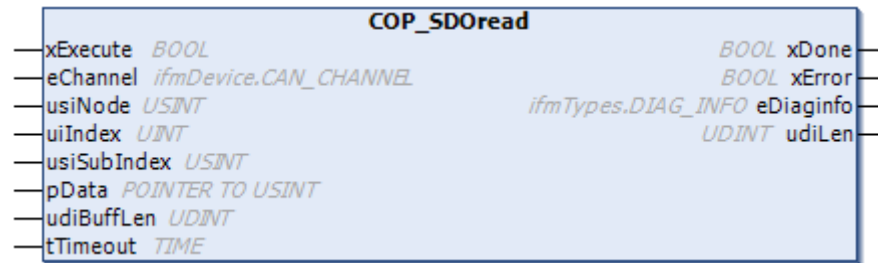 COP_SDOread
xExecute BOOL BOOL xDone
eChannel ifmDevice.CAN_CHANNEL BOOL xError
usiNode USINT ifmTypes.DIAG_INFO eDiaginfo
uiIndex UINT UDINT udiLen
usiSubIndex USINT
pData POINTER TO USINT
udiBuffLen UDINT
tTimeout TIME